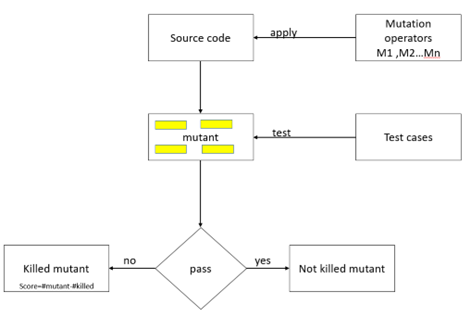 Source code
apply
Mutation
operators
M1 ,M2...Mn
mutant
test
Test cases
no
pass
yes
Killed mutant
Score=#mutant-#killed
Not killed mutant